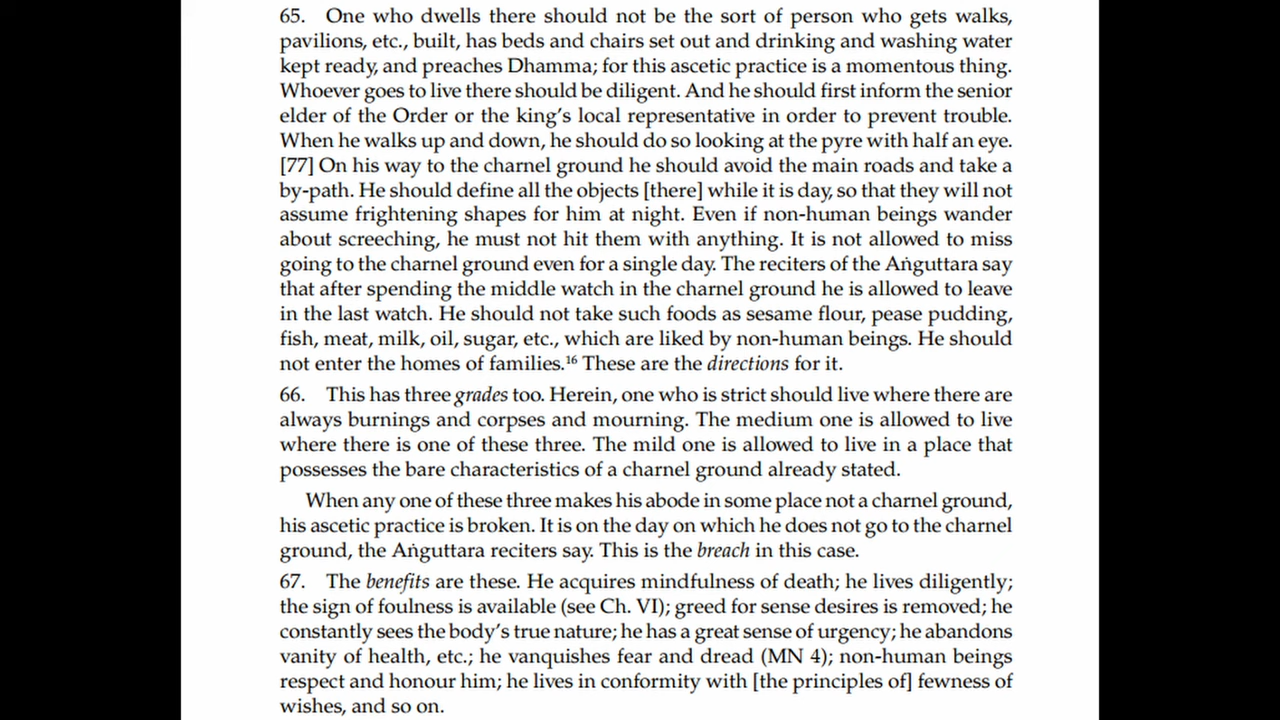 65. One who dwells there should not be the sort of person who gets walks,
pavilions, etc., built, has beds and chairs set out and drinking and washing water
kept ready, and preaches Dhamma; for this ascetic practice is a momentous thing.
Whoever goes to live there should be diligent. And he should first inform the senior
elder of the Order or the king’s local representative in order to prevent trouble.
When he walks up and down, he should do so looking at the pyre with half an eye.
[77] On his way to the charnel ground he should avoid the main roads and take a
by-path. He should define all the objects [there] while it is day, so that they will not
assume frightening shapes for him at night. Even if non-human beings wander
about screeching, he must not hit them with anything. It is not allowed to miss
going to the charnel ground even for a single day. The reciters of the Aṅguttara say
that after spending the middle watch in the charnel ground he is allowed to leave
in the last watch. He should not take such foods as sesame flour, pease pudding,
fish, meat, milk, oil, sugar, etc., which are liked by non-human beings. He should
not enter the homes of families.¹⁶ These are the directions for it.
66. This has three grades too. Herein, one who is strict should live where there are
always burnings and corpses and mourning. The medium one is allowed to live
where there is one of these three. The mild one is allowed to live in a place that
possesses the bare characteristics of a charnel ground already stated.
When any one of these three makes his abode in some place not a charnel ground,
his ascetic practice is broken. It is on the day on which he does not go to the charnel
ground, the Aṅguttara reciters say. This is the breach in this case.
67. The benefits are these. He acquires mindfulness of death; he lives diligently;
the sign of foulness is available (see Ch. VI); greed for sense desires is removed; he
constantly sees the body’s true nature; he has a great sense of urgency; he abandons
vanity of health, etc.; he vanquishes fear and dread (MN 4); non-human beings
respect and honour him; he lives in conformity with [the principles of] fewness of
wishes, and so on.